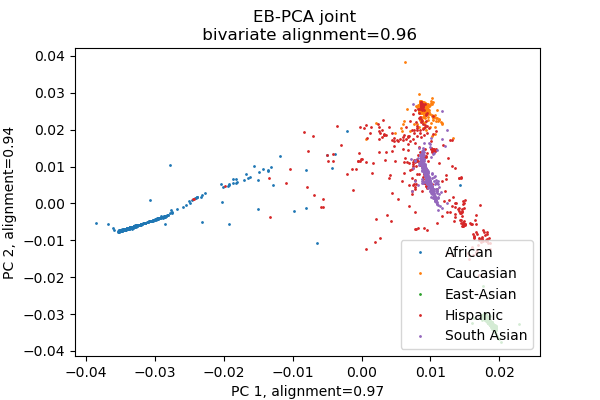 EB-PCA joint
bivariate alignment=0.96
PC 2, alignment=0.94
0.04
0.03
0.02
0.01
0.00
−0.01
−0.02
−0.03
−0.04
African
Caucasian
East-Asian
Hispanic
South Asian
−0.04
−0.03
−0.02
−0.01
0.00
0.01
0.02
PC 1, alignment=0.97